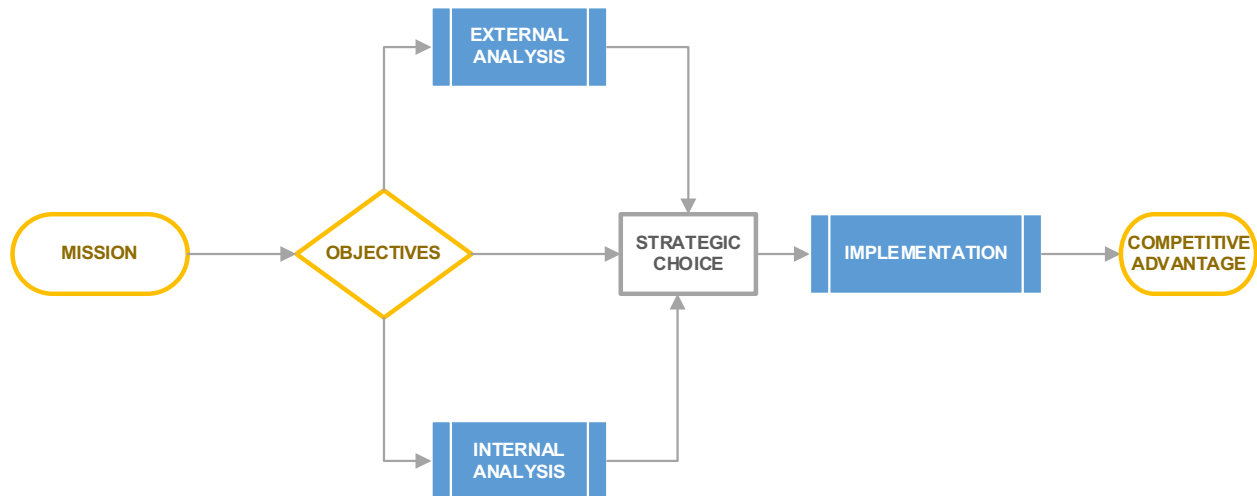 EXTERNAL
ANALYSIS
MISSION
OBJECTIVES
STRATEGIC
CHOICE
IMPLEMENTATION
COMPETITIVE
ADVANTAGE
INTERNAL
ANALYSIS